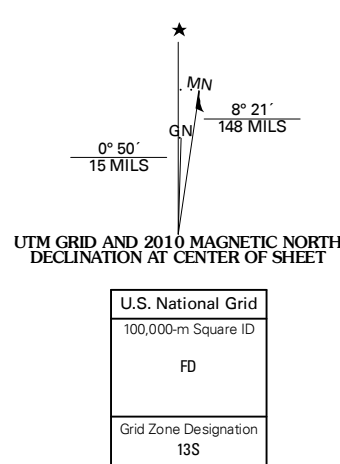 ★
MN
8° 21´
148 MILS
GN
0° 50´
15 MILS
UTM GRID AND 2010 MAGNETIC NORTH
DECLINATION AT CENTER OF SHEET
U.S. National Grid
100,000-m Square ID
FD
Grid Zone Designation
13S